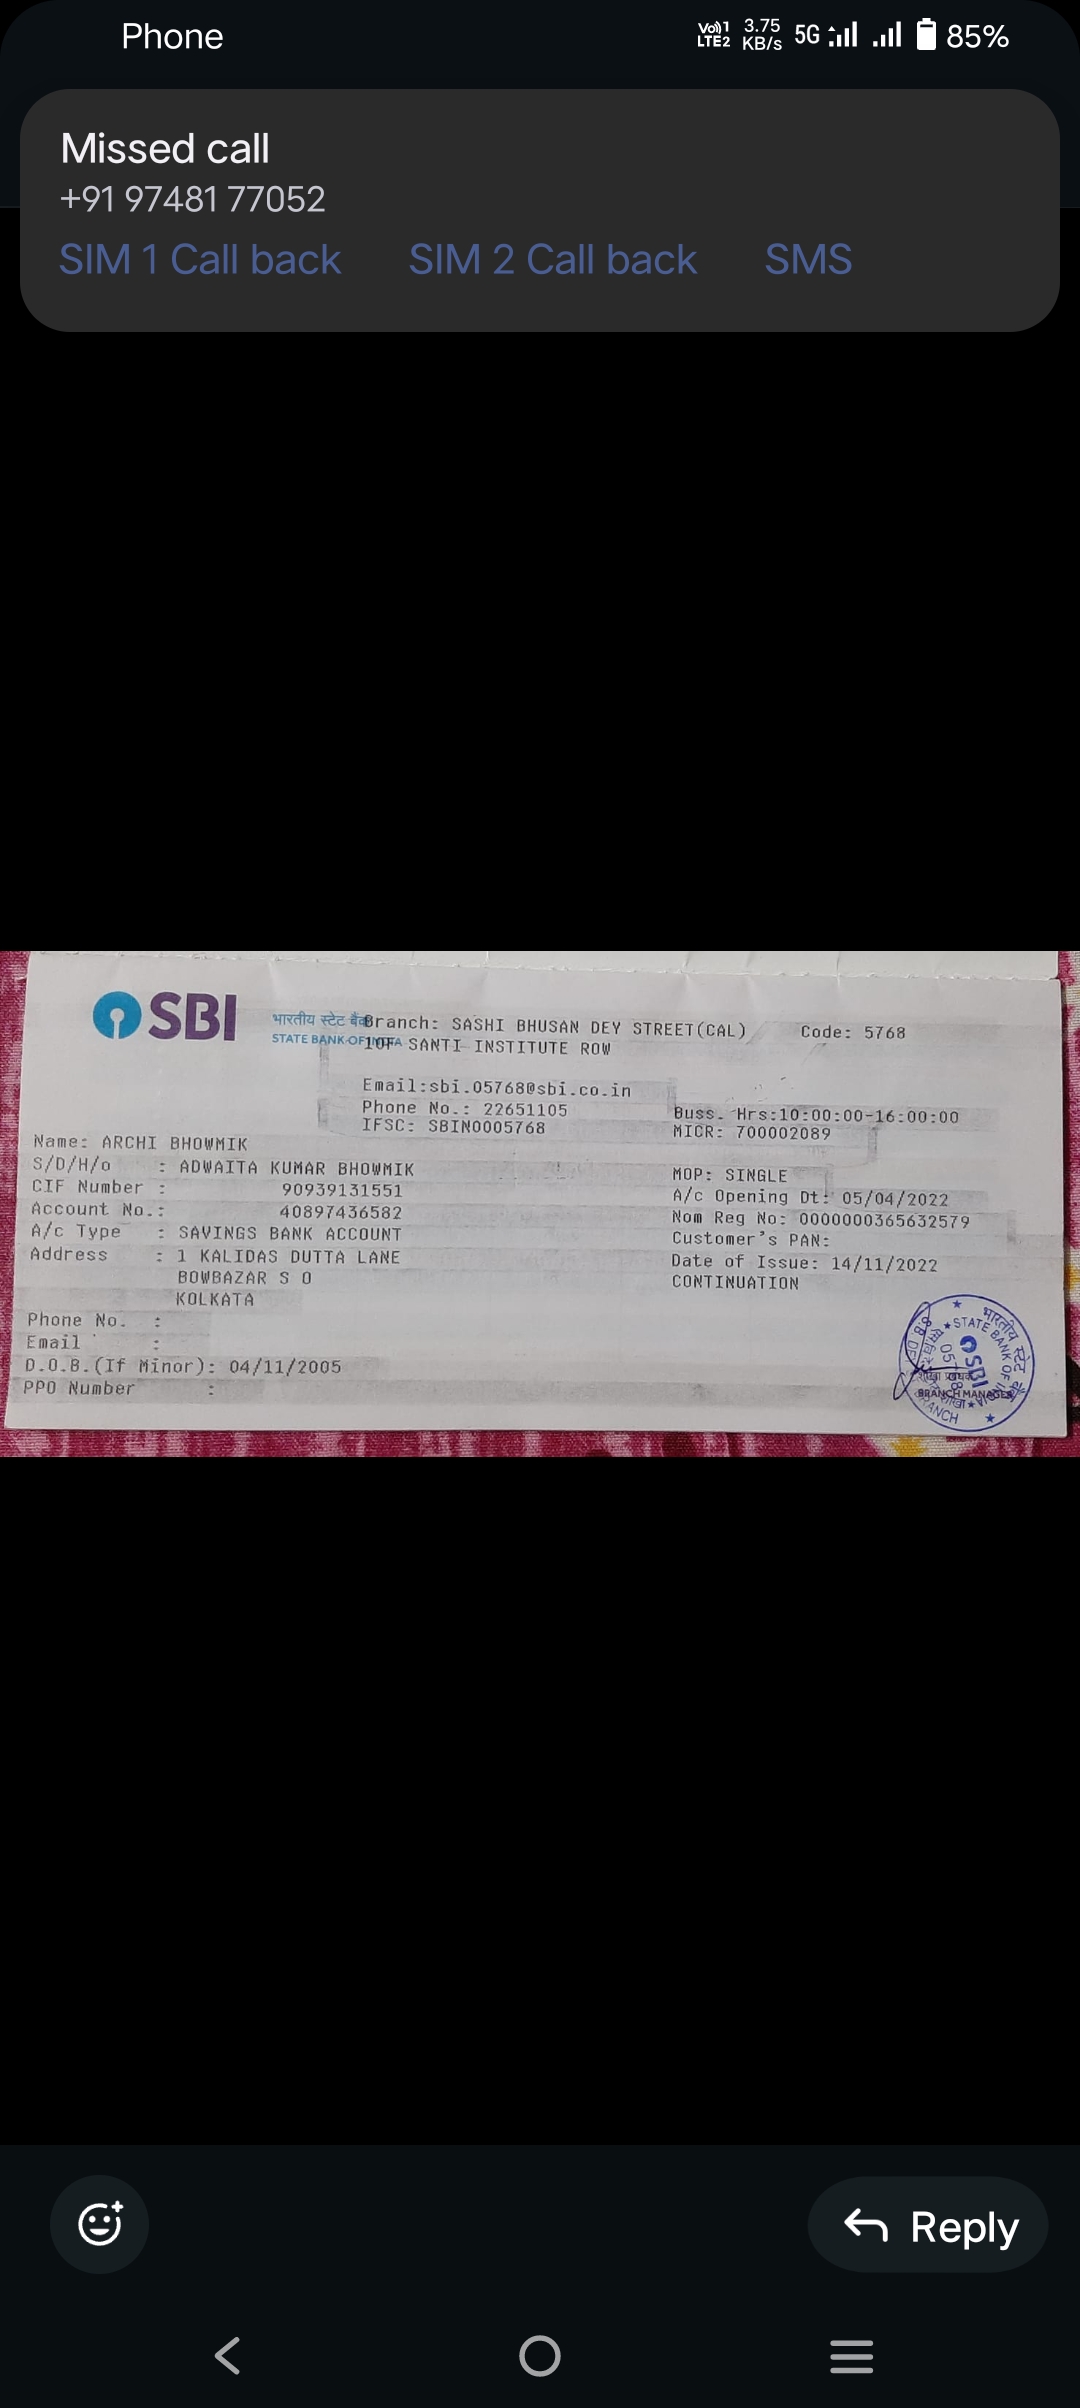 Phone
Vo)) 1 LTE2 3.75 KB/s 5G 85%
Missed call
+91 97481 77052
SIM 1 Call back SIM 2 Call back SMS
SBI
भारतीय स्टेट बैंक
STATE BANK OF INDIA
Branch: SASHI BHUSAN DEY STREET(CAL) Code: 5768
10F SANTI INSTITUTE ROW
Email:sbi.05768@sbi.co.in
Phone No.: 22651105 Buss. Hrs:10:00:00-16:00:00
IFSC: SBIN0005768 MICR: 700002089
Name: ARCHI BHOWMIK
S/D/H/o : ADWAITA KUMAR BHOWMIK MOP: SINGLE
CIF Number : 90939131551 A/c Opening Dt: 05/04/2022
Account No.: 40897436582 Nom Reg No: 0000000365632579
A/c Type : SAVINGS BANK ACCOUNT Customer's PAN:
Address : 1 KALIDAS DUTTA LANE Date of Issue: 14/11/2022
BOWBAZAR S O CONTINUATION
KOLKATA
Phone No. :
Email :
D.O.B.(If Minor): 04/11/2005
PPO Number :
भारतीय स्टेट बैंक
STATE BANK OF INDIA
SBI
BRANCH MANAGER
BRANCH
Reply